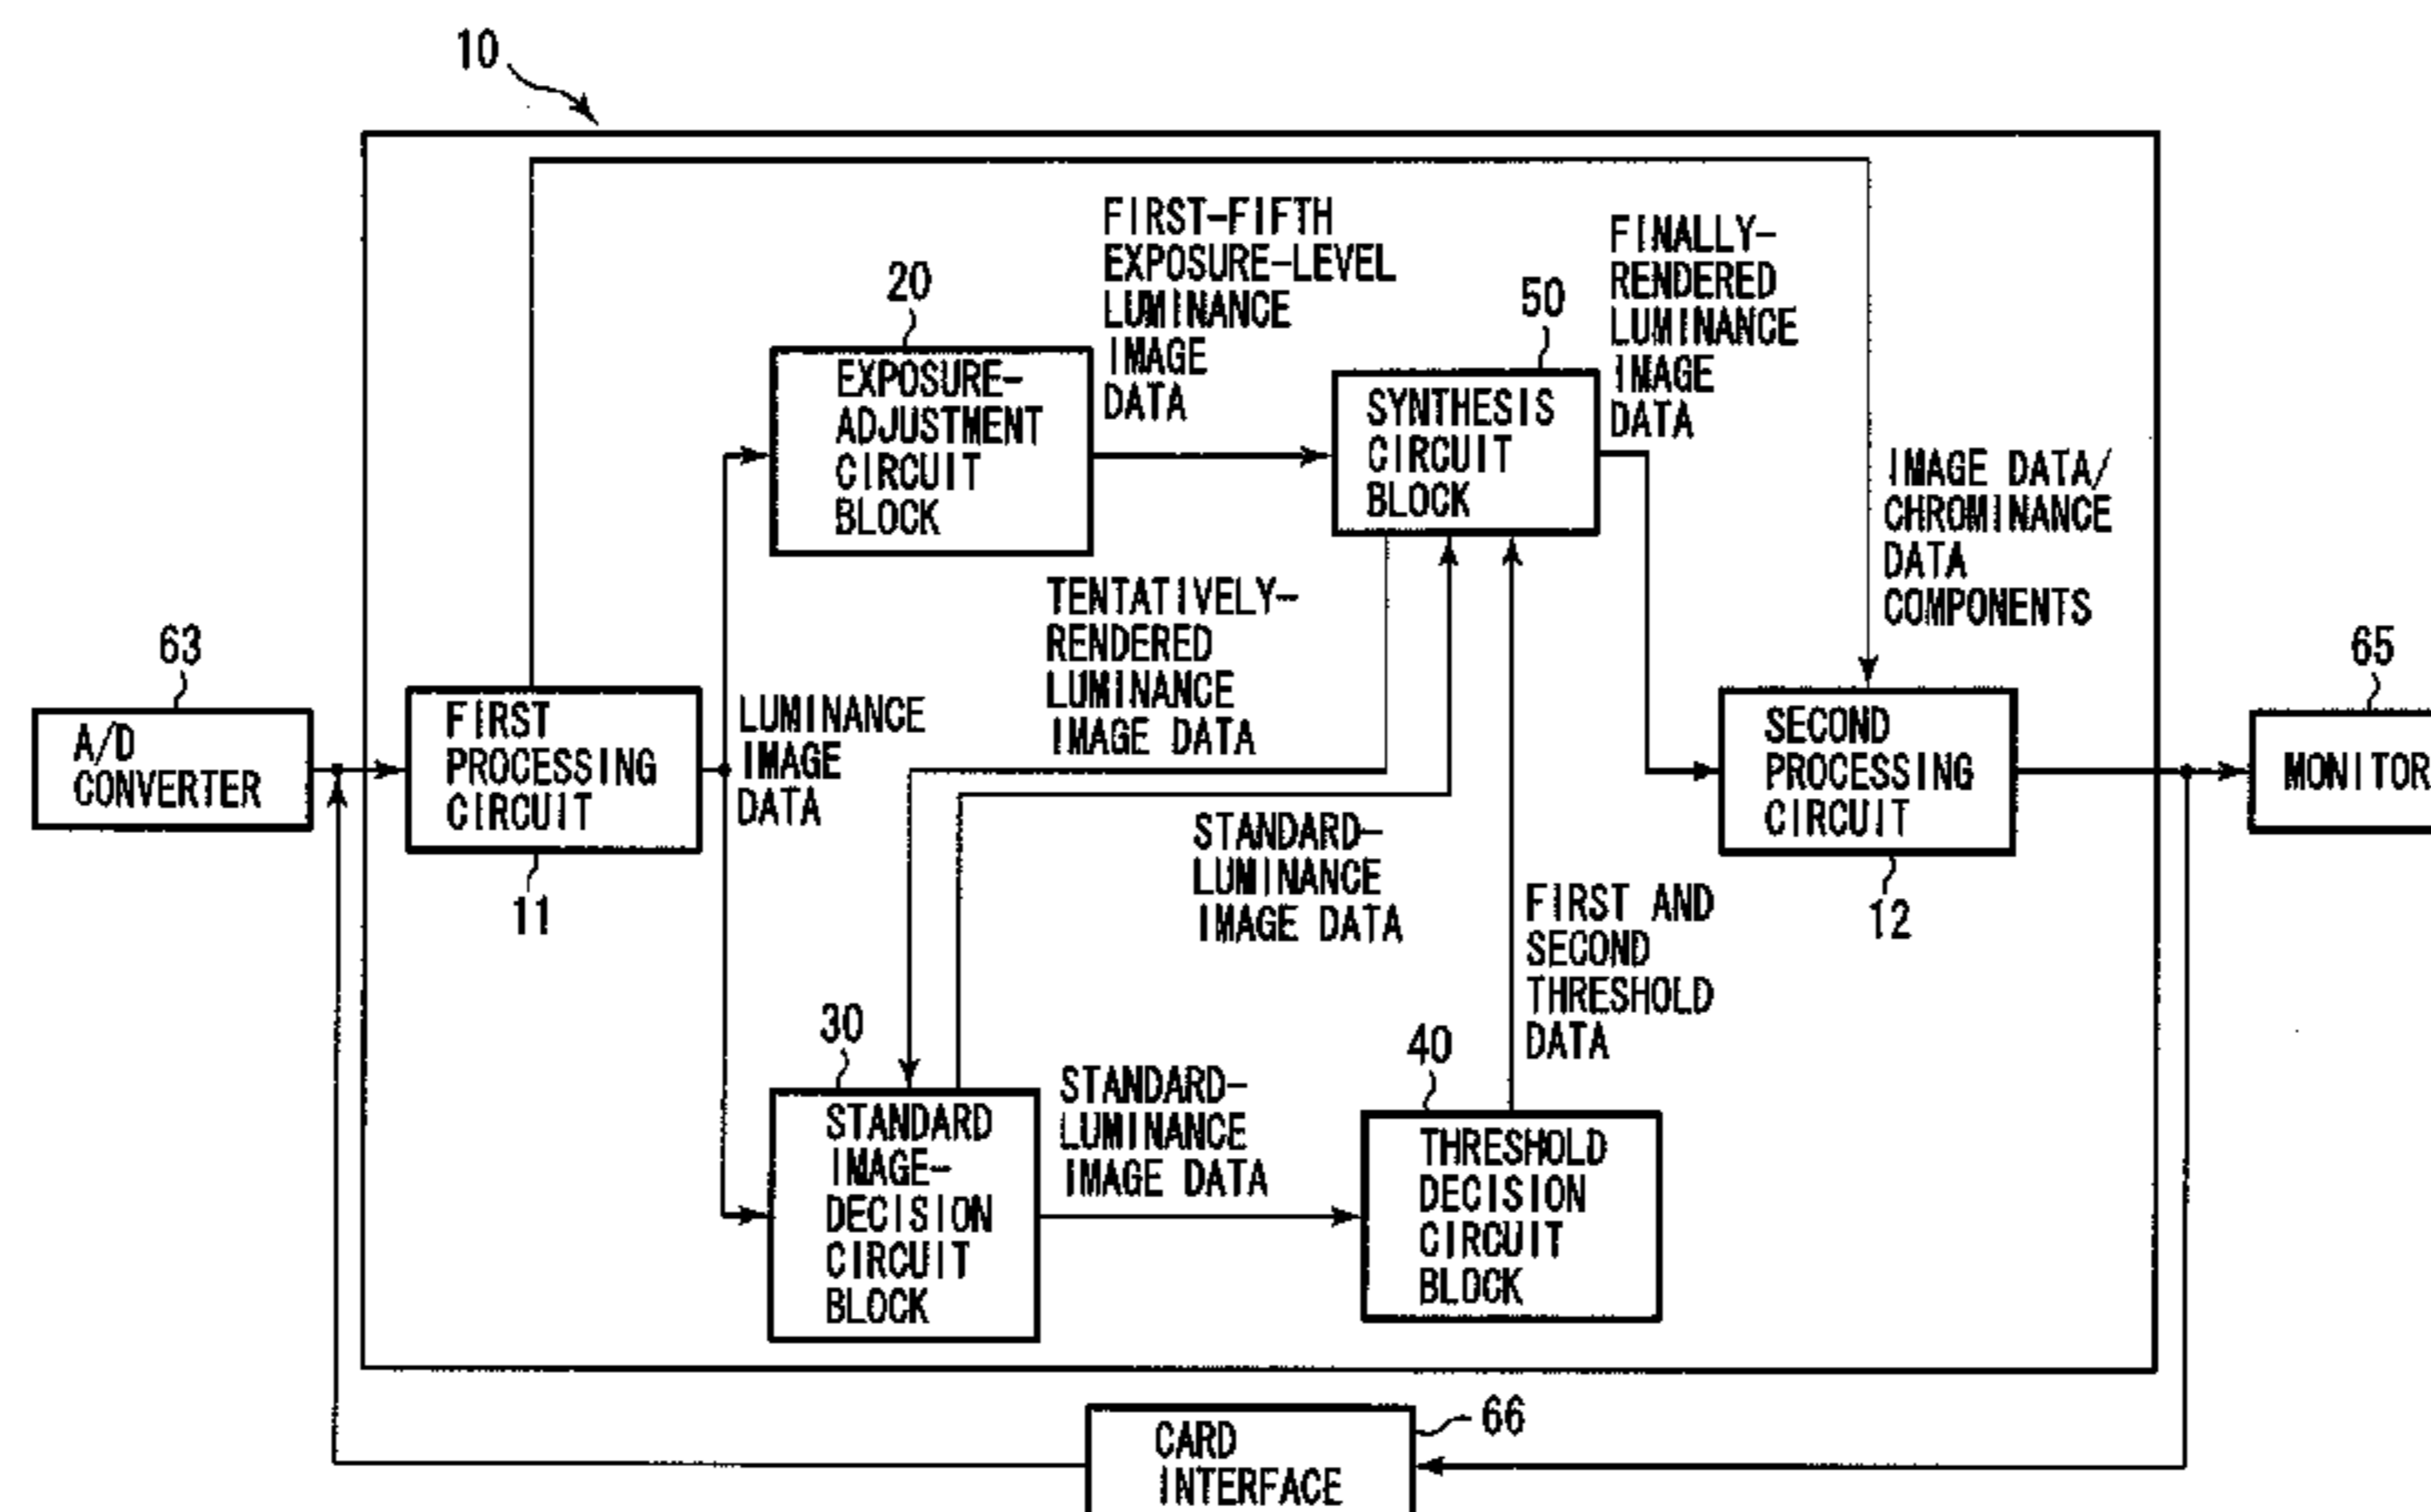 10
FIRST-FIFTH
EXPOSURE-LEVEL
LUMINANCE
IMAGE
DATA
FINALLY-
RENDERED
LUMINANCE
IMAGE
DATA
20
50
EXPOSURE-
ADJUSTMENT
CIRCUIT
BLOCK
SYNTHESIS
CIRCUIT
BLOCK
IMAGE DATA/
CHROMINANCE
DATA
COMPONENTS
TENTATIVELY-
RENDERED
LUMINANCE
IMAGE DATA
63
A/D
CONVERTER
FIRST
PROCESSING
CIRCUIT
11
LUMINANCE
IMAGE
DATA
SECOND
PROCESSING
CIRCUIT
12
65
MONITOR
STANDARD-
LUMINANCE
IMAGE DATA
FIRST AND
SECOND
THRESHOLD
DATA
30
STANDARD
IMAGE-
DECISION
CIRCUIT
BLOCK
STANDARD-
LUMINANCE
IMAGE DATA
40
THRESHOLD
DECISION
CIRCUIT
BLOCK
66
CARD
INTERFACE